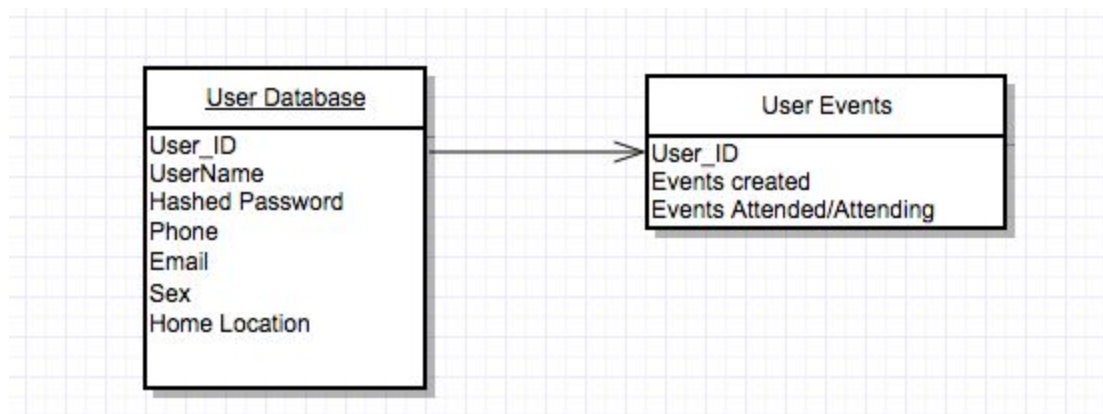 User Database
User_ID
UserName
Hashed Password
Phone
Email
Sex
Home Location
User Events
User_ID
Events created
Events Attended/Attending